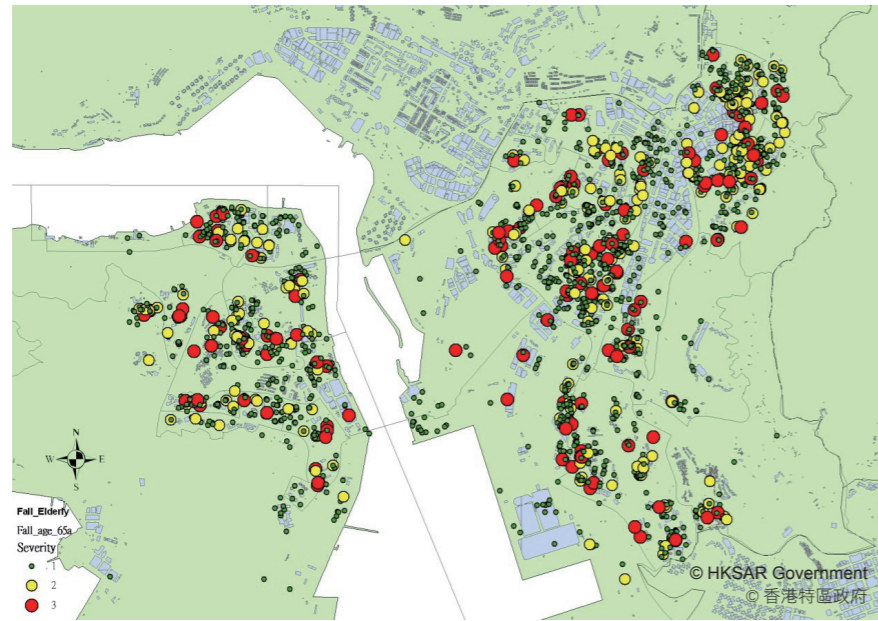 N
W E
S
Fall_Elderly
Fall_age_65a
Severity
1
2
3
© HKSAR Government
© 香港特區政府